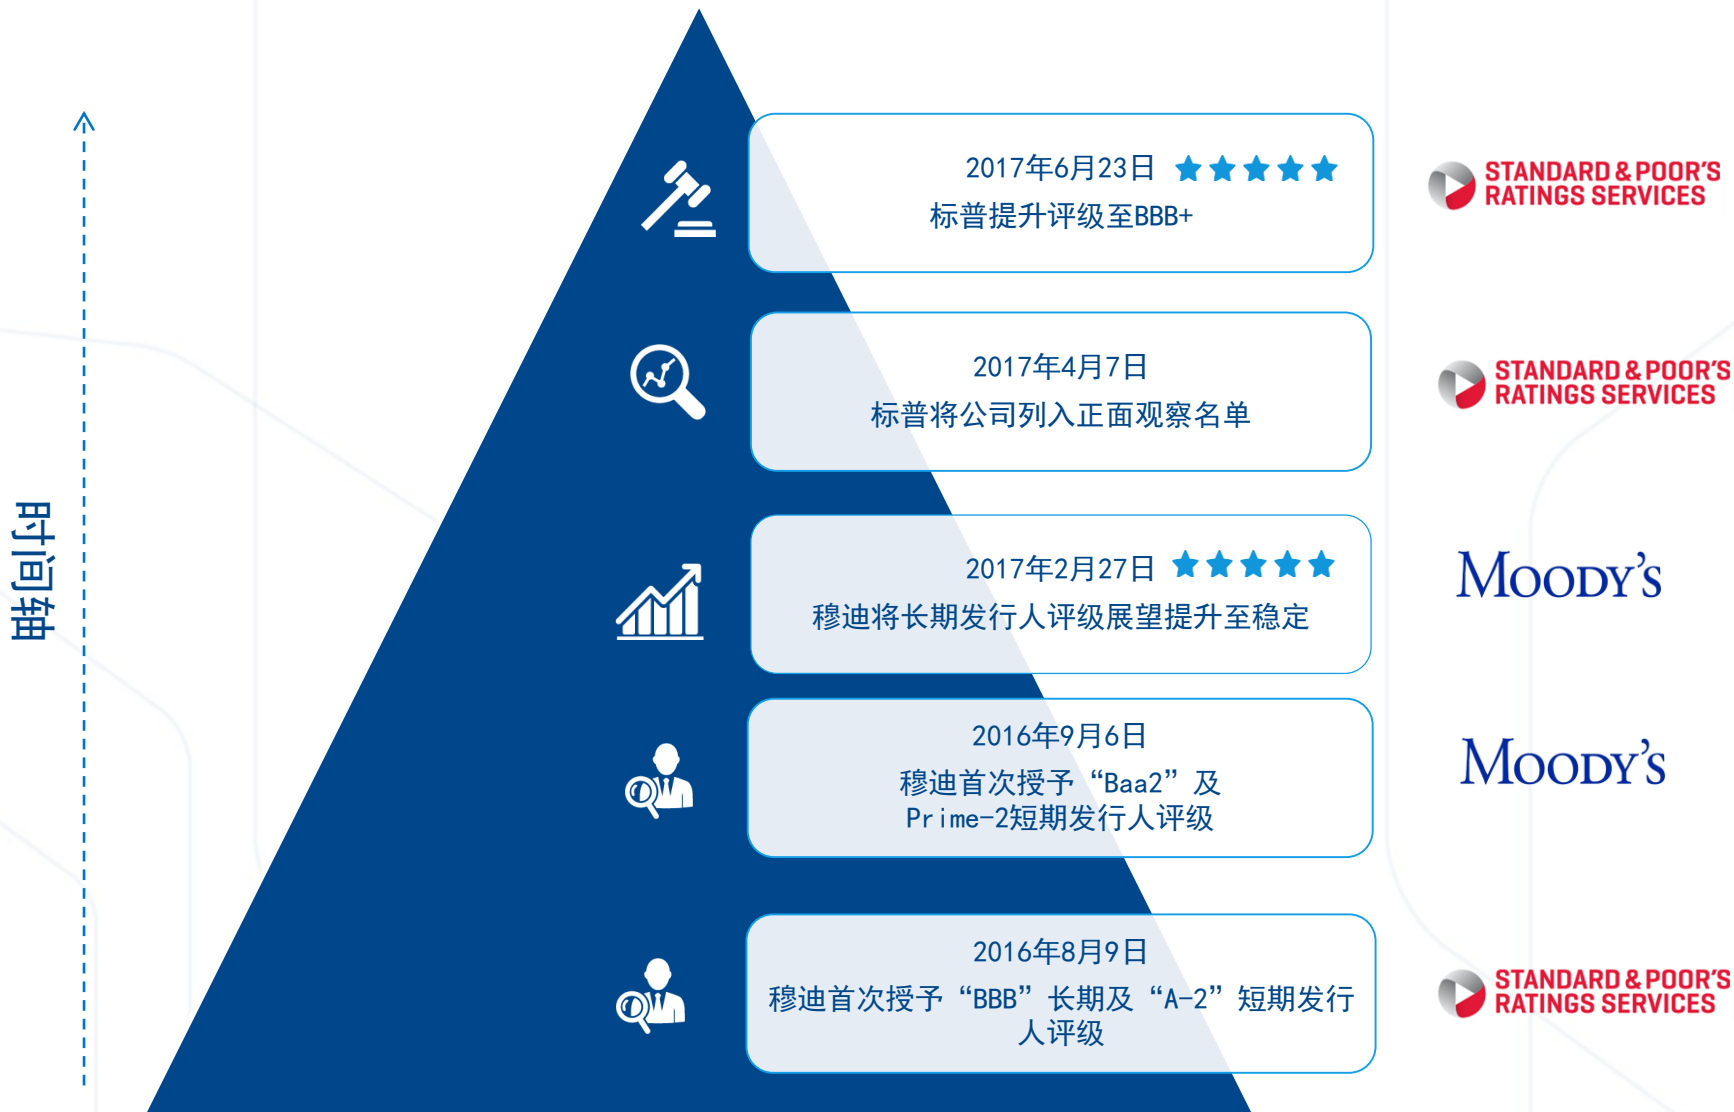 2017年6月23日
标普提升评级至BBB+
STANDARD & POOR'S
RATINGS SERVICES
2017年4月7日
标普将公司列入正面观察名单
STANDARD & POOR'S
RATINGS SERVICES
时间轴
2017年2月27日
穆迪将长期发行人评级展望提升至稳定
MOODY'S
2016年9月6日
穆迪首次授予“Baa2”及
Prime-2短期发行人评级
MOODY'S
2016年8月9日
穆迪首次授予“BBB”长期及“A-2”短期发行
人评级
STANDARD & POOR'S
RATINGS SERVICES